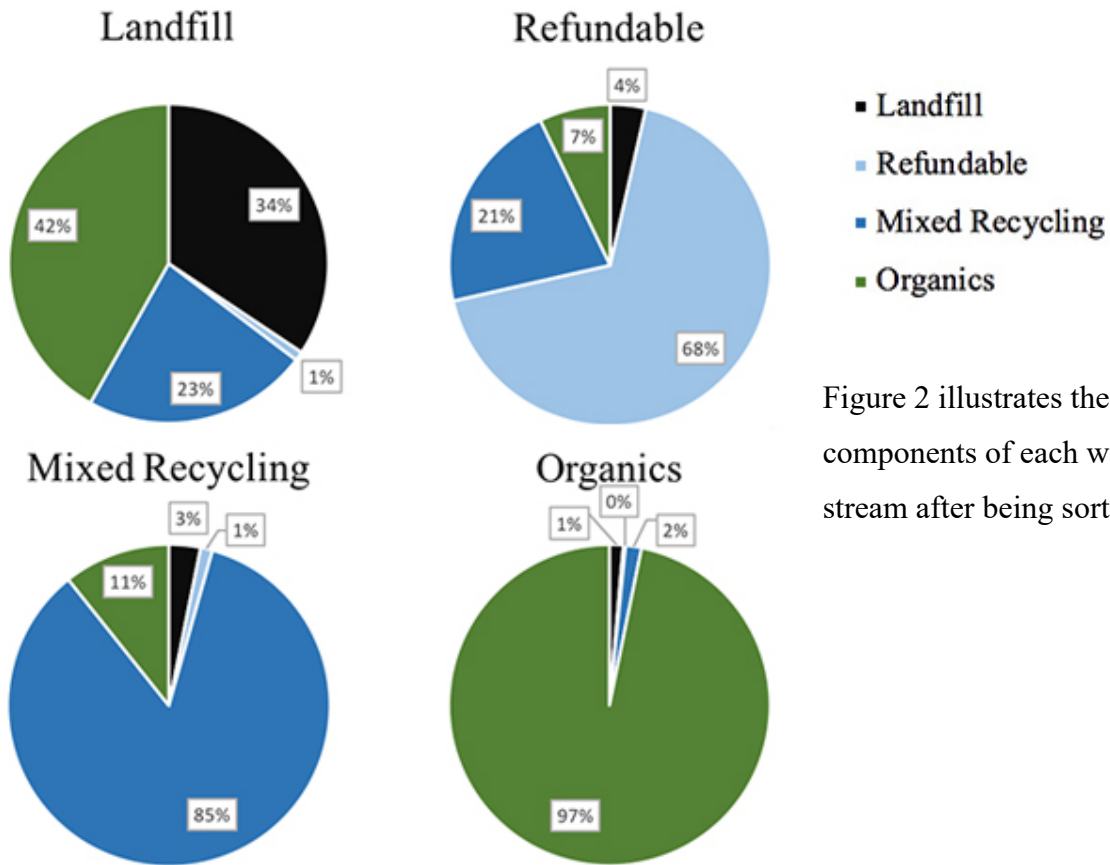 Landfill
34%
1%
23%
42%
Refundable
4%
68%
21%
7%
Landfill
Refundable
Mixed Recycling
Organics
Figure 2 illustrates the
components of each w
stream after being sort
Mixed Recycling
3%
1%
85%
11%
Organics
1%
0%
2%
97%